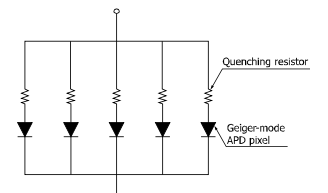 Quenching resistor
Geiger-mode
APD pixel